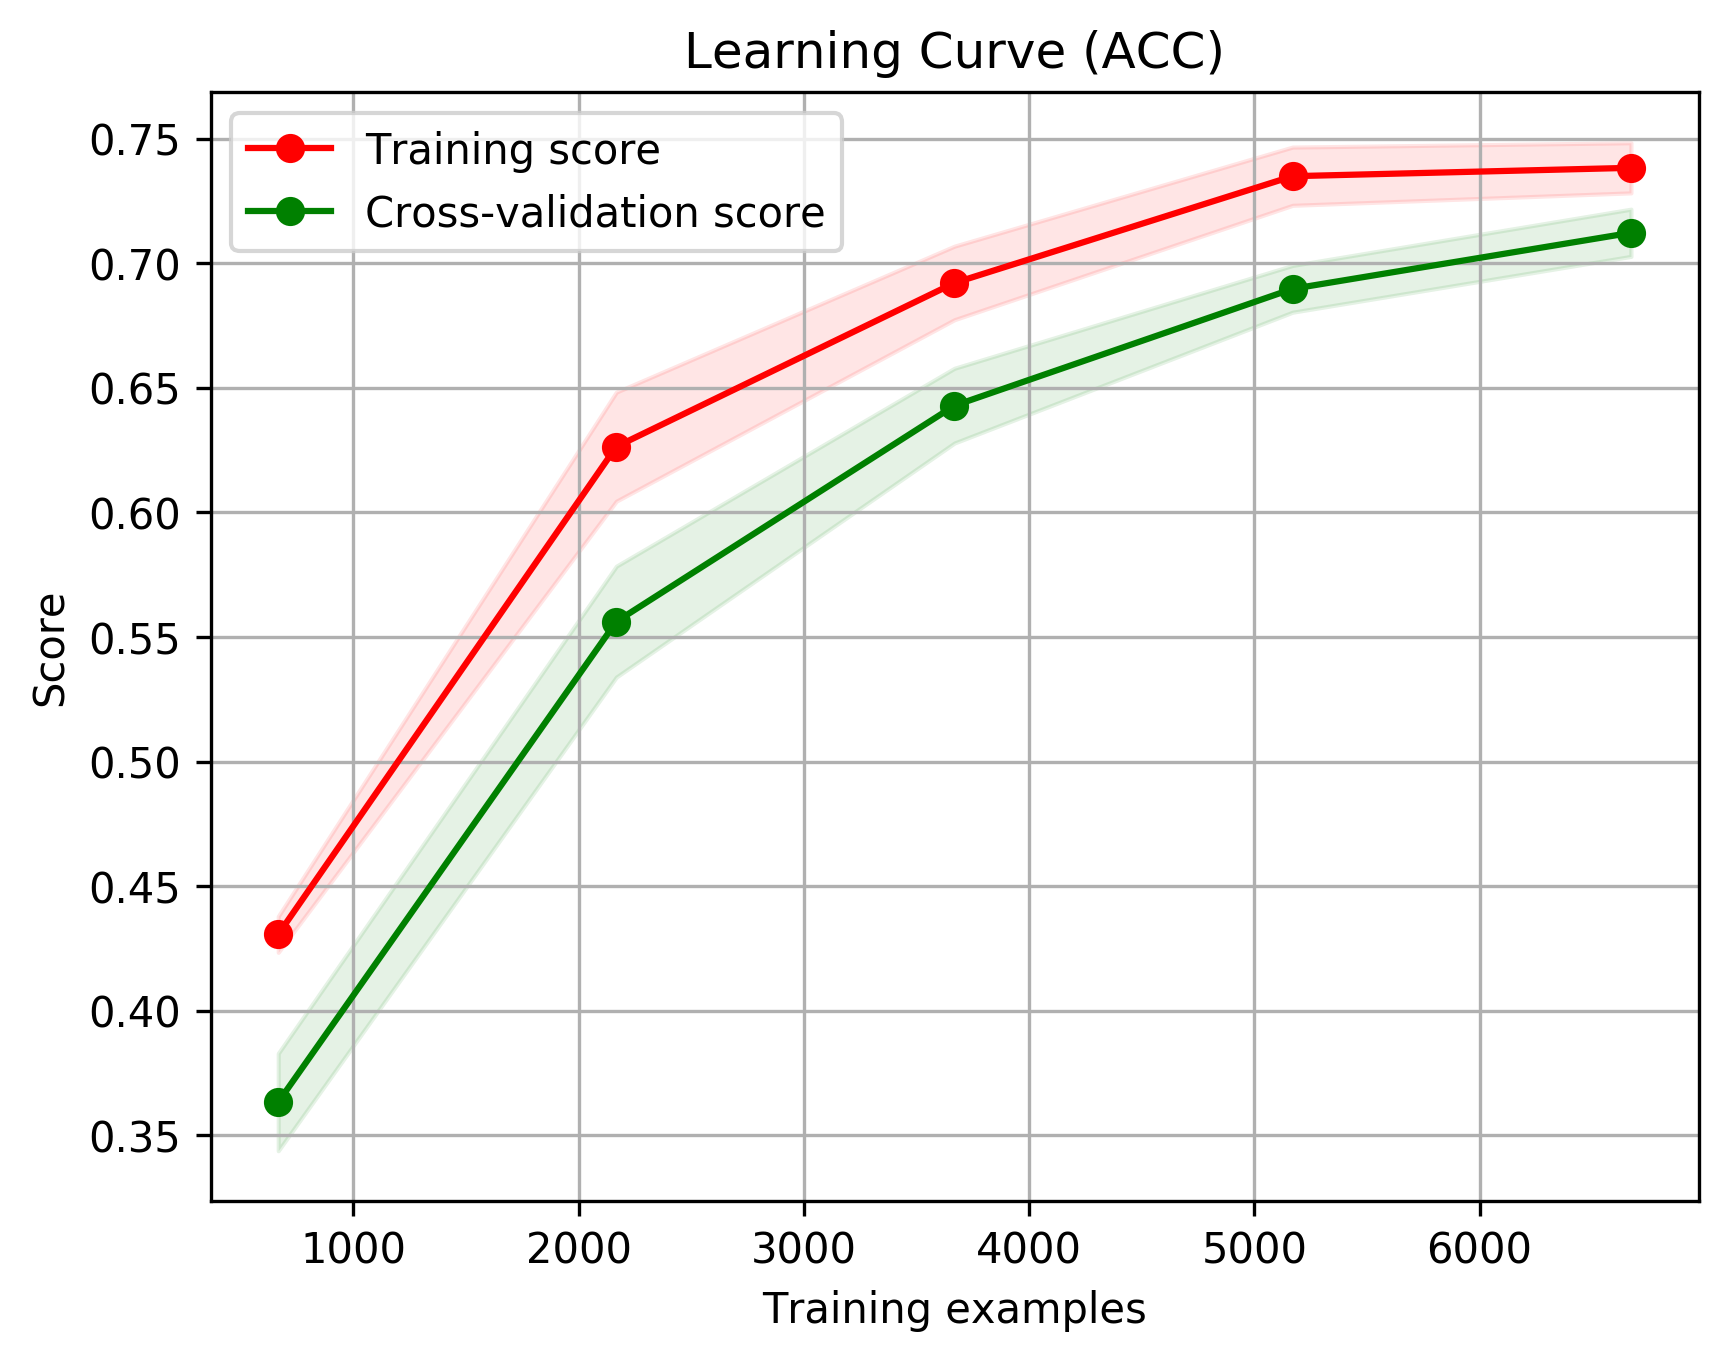 Learning Curve (ACC)
Training score
Cross-validation score
0.75
0.70
0.65
0.60
0.55
0.50
0.45
0.40
0.35
Score
1000 2000 3000 4000 5000 6000
Training examples